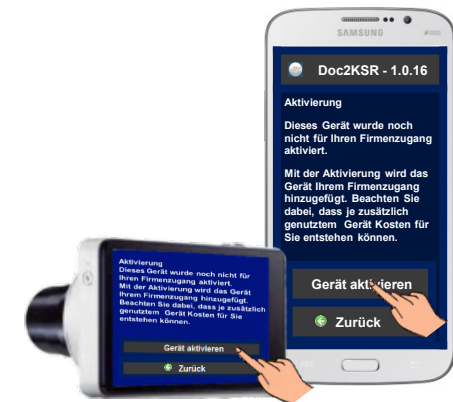 SAMSUNG
DUOS
Doc2KSR - 1.0.16
Aktivierung
Dieses Gerät wurde noch
nicht für Ihren Firmenzugang
aktiviert.
Mit der Aktivierung wird das
Gerät Ihrem Firmenzugang
hinzugefügt. Beachten Sie
dabei, dass je zusätzlich
genutztem Gerät Kosten für
Sie entstehen können.
Gerät aktivieren
Zurück
Aktivierung
Dieses Gerät wurde noch nicht für
Ihren Firmenzugang aktiviert.
Mit der Aktivierung wird das Gerät
Ihrem Firmenzugang hinzugefügt.
Beachten Sie dabei, dass je zusätzlich
genutztem Gerät Kosten für Sie
entstehen können.
Gerät aktivieren
Zurück